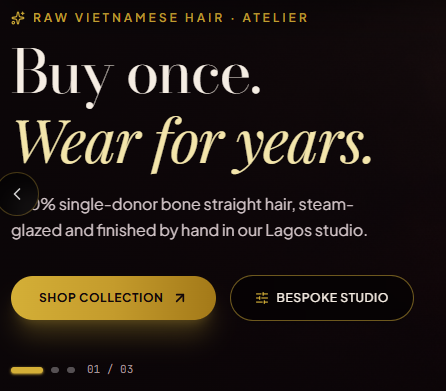 RAW VIETNAMESE HAIR · ATELIER
Buy once.
Wear for years.
single-donor bone straight hair, steam-
glazed and finished by hand in our Lagos studio.
SHOP COLLECTION
BESPOKE STUDIO
01 / 03